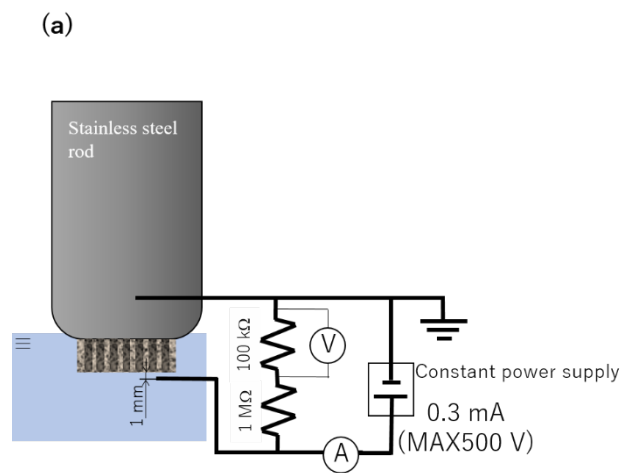 (a)
Stainless steel
rod
100 kΩ
V
1 MΩ
1 mm
A
Constant power supply
0.3 mA
(MAX500 V)